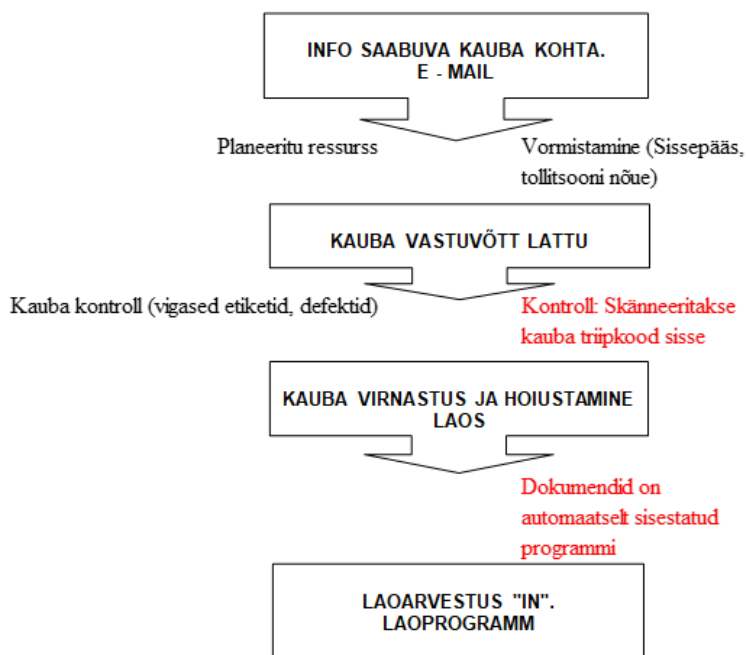 INFO SAABUVA KAUBA KOHTA.
E - MAIL
Planeeritu ressurss
Vormistamine (Sissepääs,
tollitsooni nõue)
KAUBA VASTUVÕTT LATTU
Kauba kontroll (vigased etiketid, defektid)
Kontroll: Skänneeritakse
kauba triipkood sisse
KAUBA VIRNASTUS JA HOIUSTAMINE
LAOS
Dokumendid on
automaatselt sisestatud
programmi
LAOARVESTUS "IN".
LAOPROGRAMM